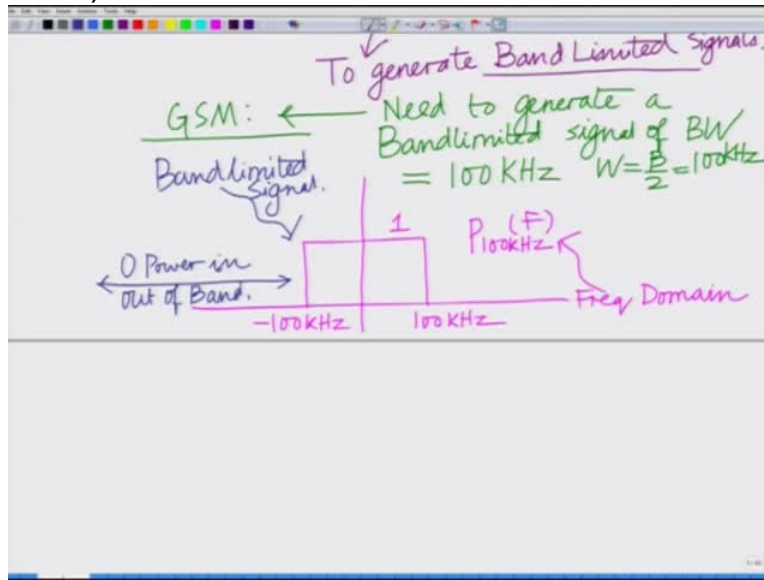 To generate Band Limited Signals.
GSM: ← Need to generate a
Bandlimited signal of BW
= 100 KHz W = B/2 = 100kHz
Bandlimited
Signal.
1
P100kHz(F)
0 Power in
out of Band.
Freq Domain
-100KHz 100KHz